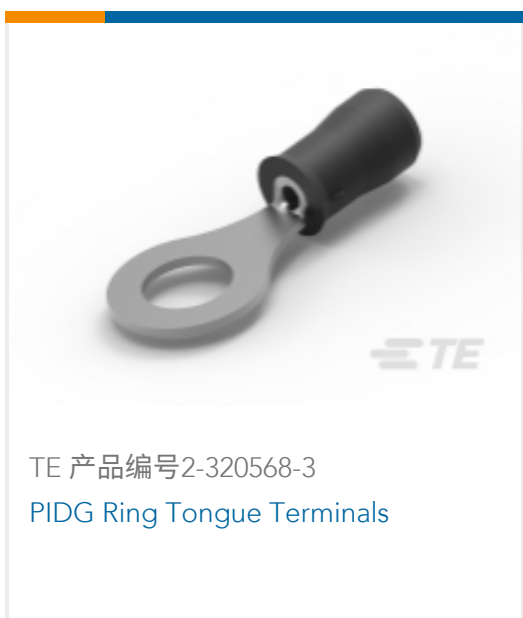 TE
TE 产品编号2-320568-3
PIDG Ring Tongue Terminals